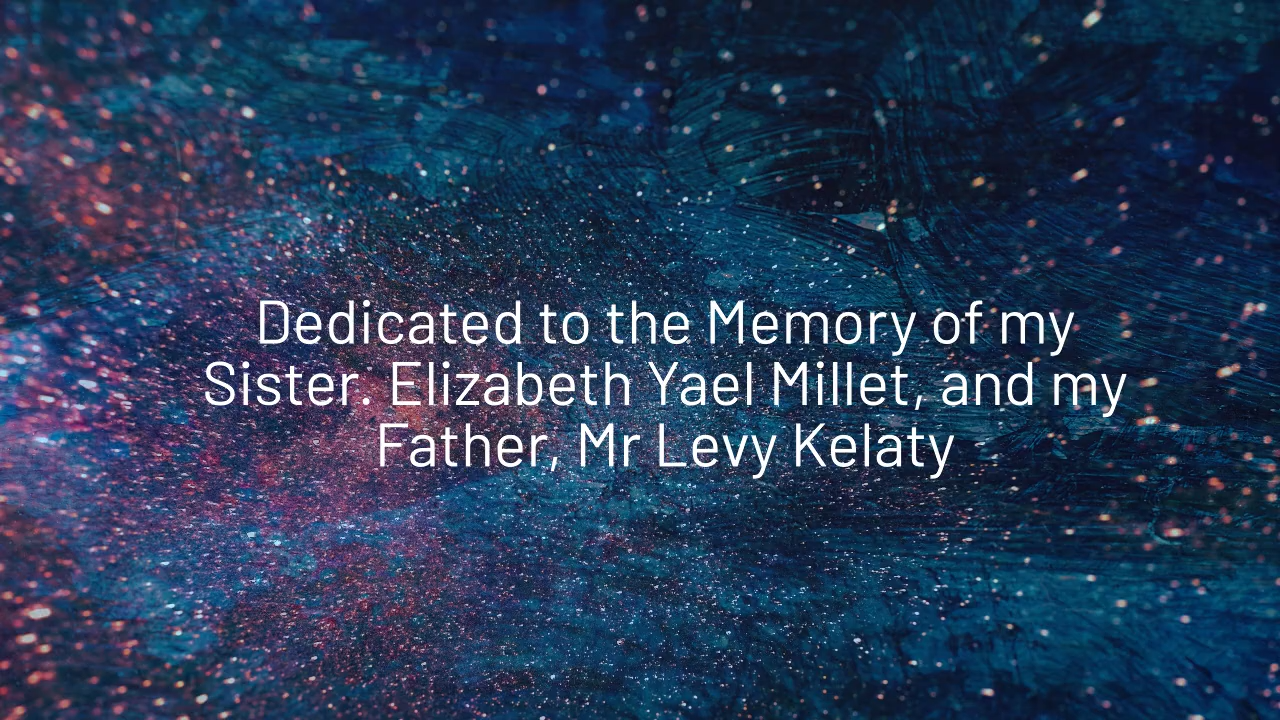 Dedicated to the Memory of my
Sister. Elizabeth Yael Millet, and my
Father, Mr Levy Kelaty